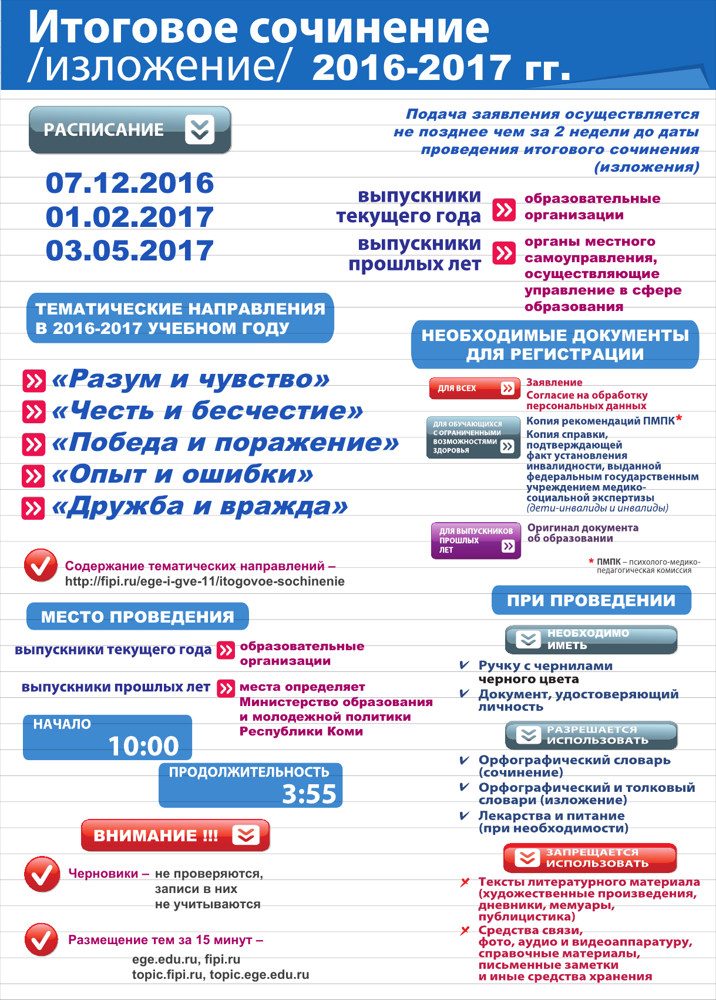 Итоговое сочинение
/изложение/ 2016-2017 гг.
РАСПИСАНИЕ
07.12.2016
01.02.2017
03.05.2017
Подача заявления осуществляется
не позднее чем за 2 недели до даты
проведения итогового сочинения
(изложения)
выпускники
текущего года
образовательные
организации
выпускники
прошлых лет
органы местного
самоуправления,
осуществляющие
управление в сфере
образования
ТЕМАТИЧЕСКИЕ НАПРАВЛЕНИЯ
В 2016-2017 УЧЕБНОМ ГОДУ
«Разум и чувство»
«Честь и бесчестие»
«Победа и поражение»
«Опыт и ошибки»
«Дружба и вражда»
Содержание тематических направлений –
http://fipi.ru/ege-i-gve-11/itogovoe-sochinenie
НЕОБХОДИМЫЕ ДОКУМЕНТЫ
ДЛЯ РЕГИСТРАЦИИ
ДЛЯ ВСЕХ
Заявление
Согласие на обработку
персональных данных
ДЛЯ ОБУЧАЮЩИХСЯ
С ОГРАНИЧЕННЫМИ
ВОЗМОЖНОСТЯМИ
ЗДОРОВЬЯ
Копия рекомендаций ПМПК*
Копия справки,
подтверждающей
факт установления
инвалидности, выданной
федеральным государственным
учреждением медико-
социальной экспертизы
(дети-инвалиды и инвалиды)
ДЛЯ ВЫПУСКНИКОВ
ПРОШЛЫХ
ЛЕТ
Оригинал документа
об образовании
* ПМПК – психолого-медико-
педагогическая комиссия
МЕСТО ПРОВЕДЕНИЯ
выпускники текущего года
образовательные
организации
выпускники прошлых лет
места определяет
Министерство образования
и молодежной политики
Республики Коми
НАЧАЛО
10:00
ПРОДОЛЖИТЕЛЬНОСТЬ
3:55
ВНИМАНИЕ !!!
Черновики – не проверяются,
записи в них
не учитываются
Размещение тем за 15 минут –
ege.edu.ru, fipi.ru
topic.fipi.ru, topic.ege.edu.ru
ПРИ ПРОВЕДЕНИИ
НЕОБХОДИМО
ИМЕТЬ
Ручку с чернилами
черного цвета
Документ, удостоверяющий
личность
РАЗРЕШАЕТСЯ
ИСПОЛЬЗОВАТЬ
Орфографический словарь
(сочинение)
Орфографический и толковый
словари (изложение)
Лекарства и питание
(при необходимости)
ЗАПРЕЩАЕТСЯ
ИСПОЛЬЗОВАТЬ
Тексты литературного материала
(художественные произведения,
дневники, мемуары,
публицистика)
Средства связи,
фото, аудио и видеоаппаратуру,
справочные материалы,
письменные заметки
и иные средства хранения